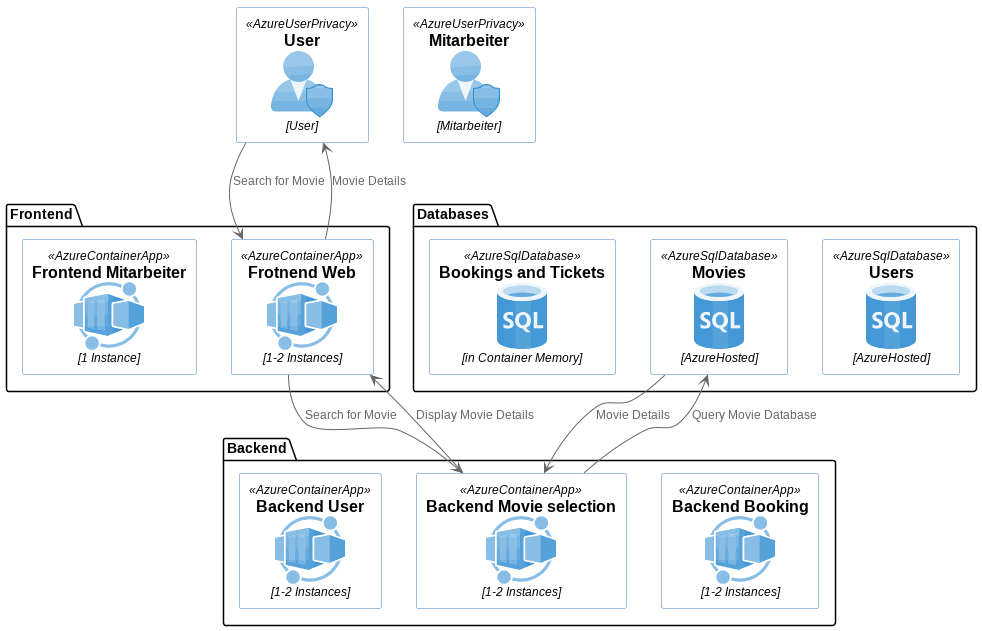 «AzureUserPrivacy»
User
[User]
«AzureUserPrivacy»
Mitarbeiter
[Mitarbeiter]
Search for Movie
Movie Details
Frontend
«AzureContainerApp»
Frontend Mitarbeiter
[1 Instance]
«AzureContainerApp»
Frotnend Web
[1-2 Instances]
Databases
«AzureSqlDatabase»
Bookings and Tickets
SQL
[in Container Memory]
«AzureSqlDatabase»
Movies
SQL
[AzureHosted]
«AzureSqlDatabase»
Users
SQL
[AzureHosted]
Search for Movie
Display Movie Details
Movie Details
Query Movie Database
Backend
«AzureContainerApp»
Backend User
[1-2 Instances]
«AzureContainerApp»
Backend Movie selection
[1-2 Instances]
«AzureContainerApp»
Backend Booking
[1-2 Instances]